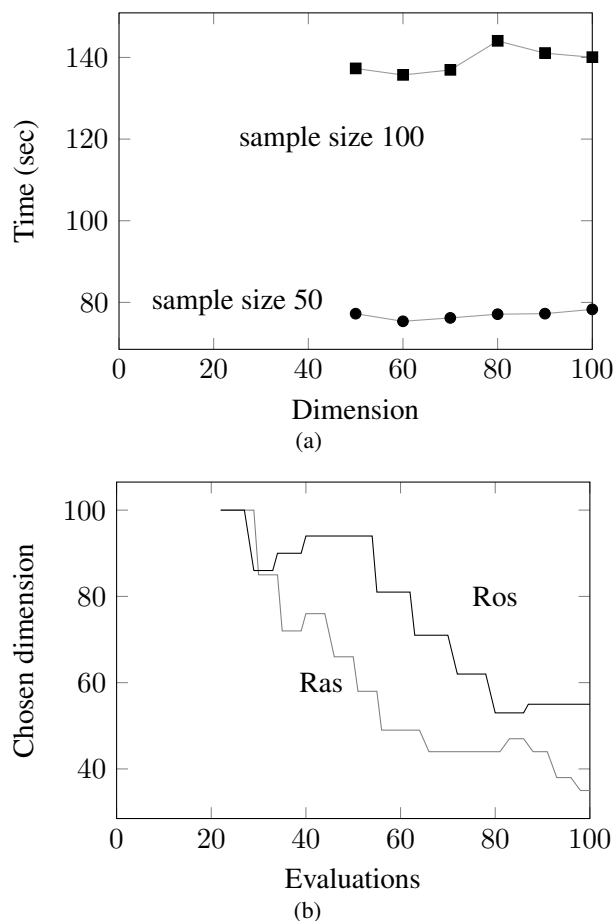 140
120
100
80
Time (sec)
sample size 100
sample size 50
0 20 40 60 80 100
Dimension
(a)
100
80
60
40
Chosen dimension
Ros
Ras
0 20 40 60 80 100
Evaluations
(b)